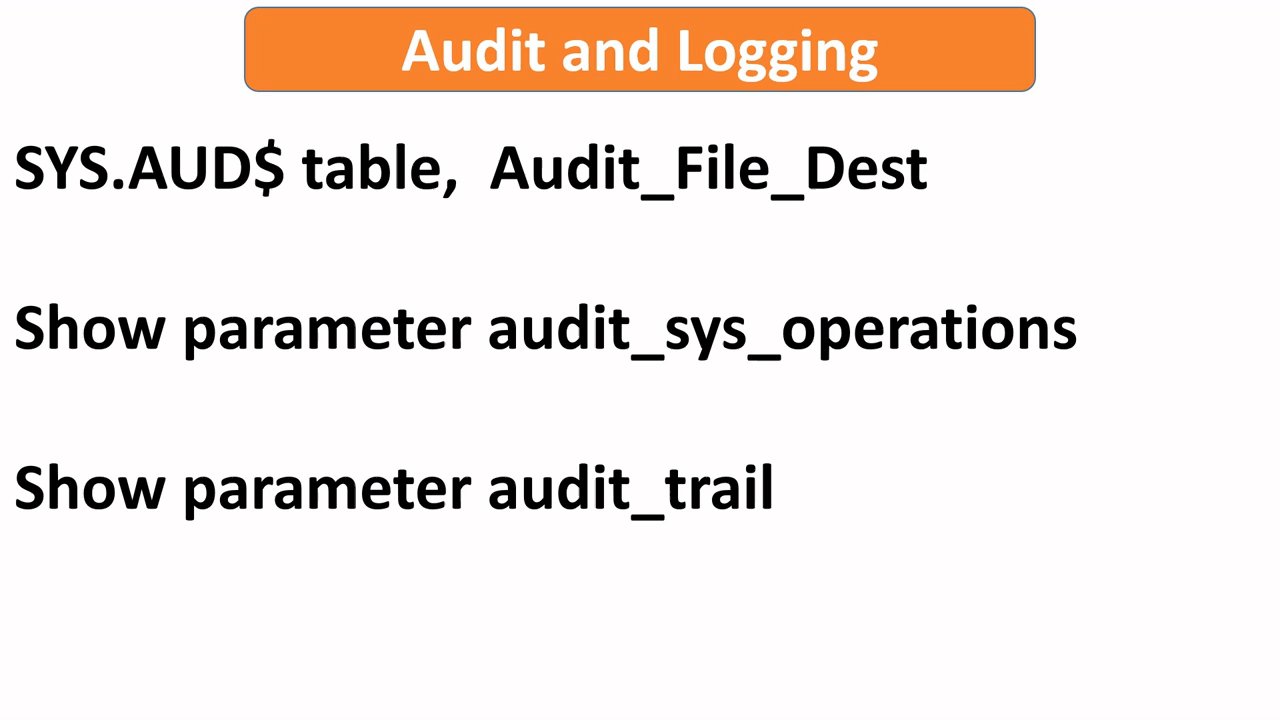 Audit and Logging
SYS.AUD$ table,  Audit_File_Dest
Show parameter audit_sys_operations
Show parameter audit_trail